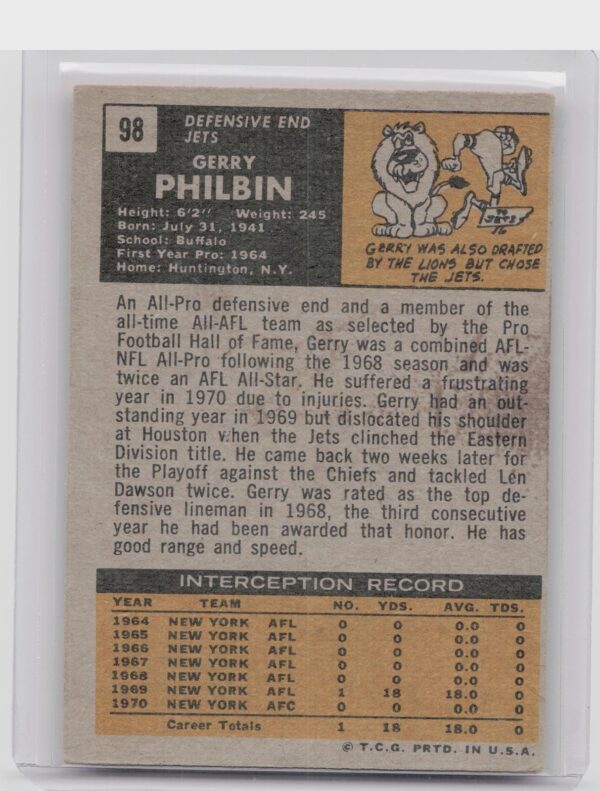 98
DEFENSIVE END
JETS
GERRY
PHILBIN
Height: 6'2" Weight: 245
Born: July 31, 1941
School: Buffalo
First Year Pro: 1964
Home: Huntington, N.Y.
TO
JETS
GERRY WAS ALSO DRAFTED
BY THE LIONS BUT CHOSE
THE JETS.
An All-Pro defensive end and a member of the
all-time All-AFL team as selected by the Pro
Football Hall of Fame, Gerry was a combined AFL-
NFL All-Pro following the 1968 season and was
twice an AFL All-Star. He suffered a frustrating
year in 1970 due to injuries. Gerry had an out-
standing year in 1969 but dislocated his shoulder
at Houston when the Jets clinched the Eastern
Division title. He came back two weeks later for
the Playoff against the Chiefs and tackled Len
Dawson twice. Gerry was rated as the top de-
fensive lineman in 1968, the third consecutive
year he had been awarded that honor. He has
good range and speed.
INTERCEPTION RECORD
YEAR TEAM NO. YDS. AVG. TDS.
1964 NEW YORK AFL 0 0 0.0 0
1965 NEW YORK AFL 0 0 0.0 0
1966 NEW YORK AFL 0 0 0.0 0
1967 NEW YORK AFL 0 0 0.0 0
1968 NEW YORK AFL 0 0 0.0 0
1969 NEW YORK AFL 1 18 18.0 0
1970 NEW YORK AFC 0 0 0.0 0
Career Totals 1 18 18.0 0
© T.C.G. PRTD. IN U.S.A.